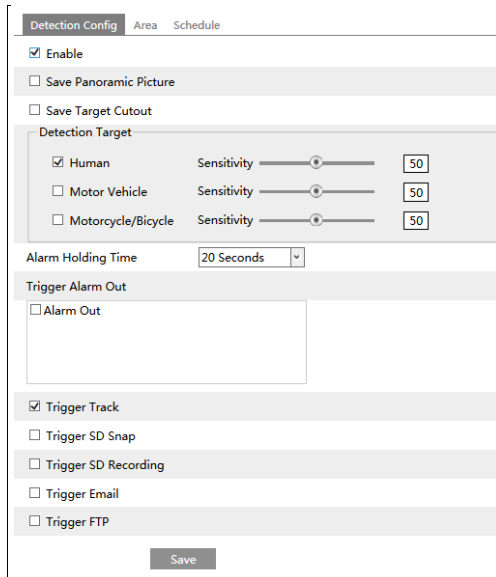 Detection Config Area Schedule
Enable
Save Panoramic Picture
Save Target Cutout
Detection Target
Human Sensitivity 50
Motor Vehicle Sensitivity 50
Motorcycle/Bicycle Sensitivity 50
Alarm Holding Time 20 Seconds
Trigger Alarm Out
Alarm Out
Trigger Track
Trigger SD Snap
Trigger SD Recording
Trigger Email
Trigger FTP
Save